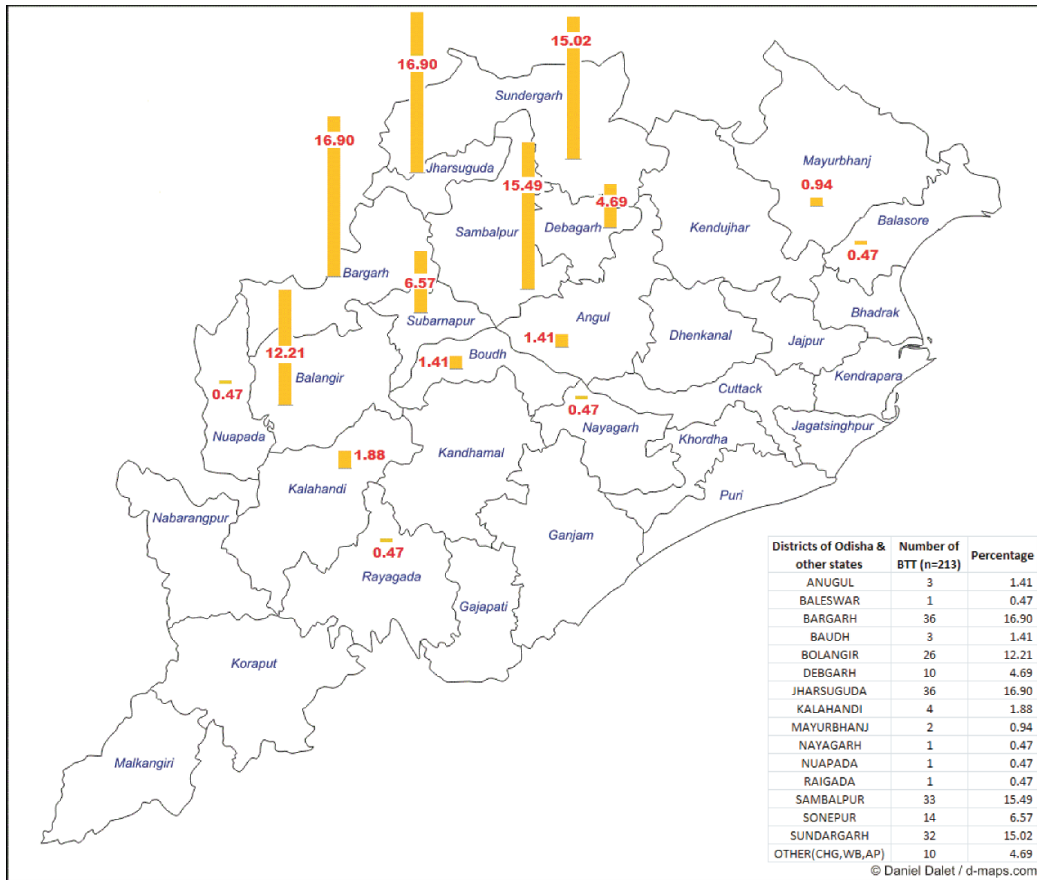 15.02
16.90
Sundergarh
16.90
Mayurbhanj
Jharsuguda
15.49
0.94
4.69
Balasore
Sambalpur
Debagarh
Kendujhar
0.47
Bargarh
6.57
Bhadrak
Subarnapur
Angul
Dhenkanal
Jajpur
1.41
12.21
Boudh
1.41
Balangir
Kendrapara
Cuttack
0.47
0.47
Nayagarh
Jagatsinghpur
Nuapada
Khordha
Kandhamal
1.88
Kalahandi
Puri
Nabarangpur
Ganjam
0.47
Rayagada
Gajapati
Koraput
Malkangiri
Districts of Odisha & Number of Percentage
other states BTT (n=213)
ANUGUL 3 1.41
BALESWAR 1 0.47
BARGARH 36 16.90
BAUDH 3 1.41
BOLANGIR 26 12.21
DEBGARH 10 4.69
JHARSUGUDA 36 16.90
KALAHANDI 4 1.88
MAYURBHANJ 2 0.94
NAYAGARH 1 0.47
NUAPADA 1 0.47
RAIGADA 1 0.47
SAMBALPUR 33 15.49
SONEPUR 14 6.57
SUNDARGARH 32 15.02
OTHER(CHG,WB,AP) 10 4.69
© Daniel Dalet / d-maps.com